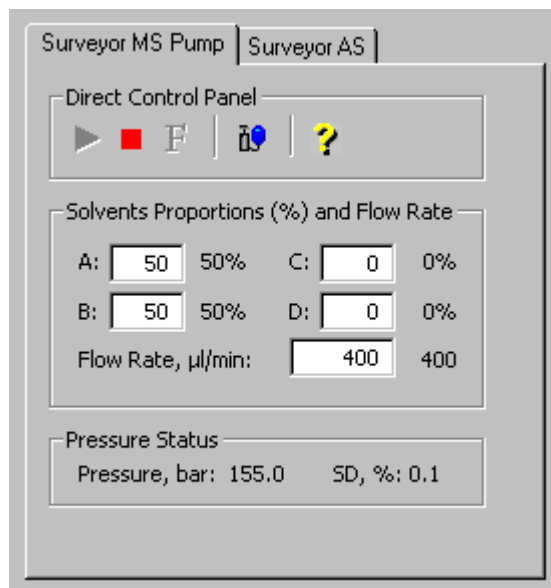 Surveyor MS Pump Surveyor AS
Direct Control Panel
F ?
Solvents Proportions (%) and Flow Rate
A: 50 50% C: 0 0%
B: 50 50% D: 0 0%
Flow Rate, µl/min: 400 400
Pressure Status
Pressure, bar: 155.0 SD, %: 0.1